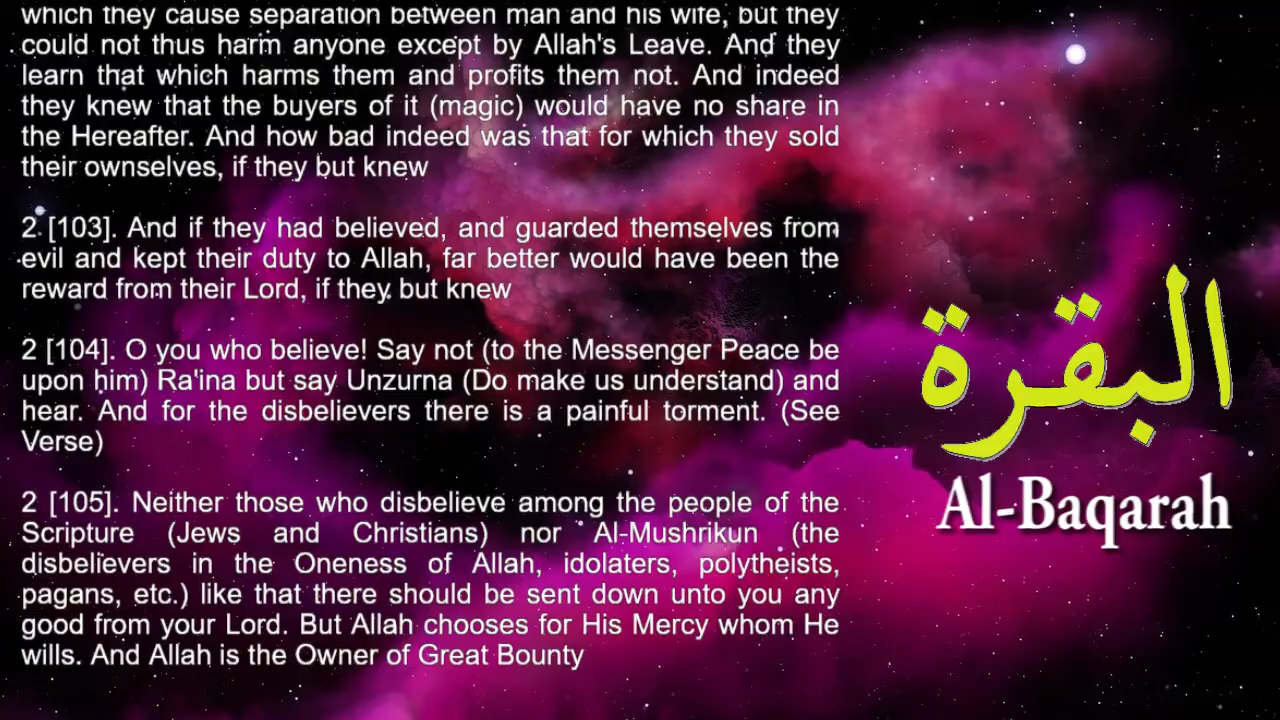 which they cause separation between man and his wife, but they
could not thus harm anyone except by Allah's Leave. And they
learn that which harms them and profits them not. And indeed
they knew that the buyers of it (magic) would have no share in
the Hereafter. And how bad indeed was that for which they sold
their ownselves, if they but knew
2 [103]. And if they had believed, and guarded themselves from
evil and kept their duty to Allah, far better would have been the
reward from their Lord, if they but knew
2 [104]. O you who believe! Say not (to the Messenger Peace be
upon him) Ra'ina but say Unzurna (Do make us understand) and
hear. And for the disbelievers there is a painful torment. (See
Verse)
2 [105]. Neither those who disbelieve among the people of the
Scripture (Jews and Christians) nor Al-Mushrikun (the
disbelievers in the Oneness of Allah, idolaters, polytheists,
pagans, etc.) like that there should be sent down unto you any
good from your Lord. But Allah chooses for His Mercy whom He
wills. And Allah is the Owner of Great Bounty
البقرة
Al-Baqarah